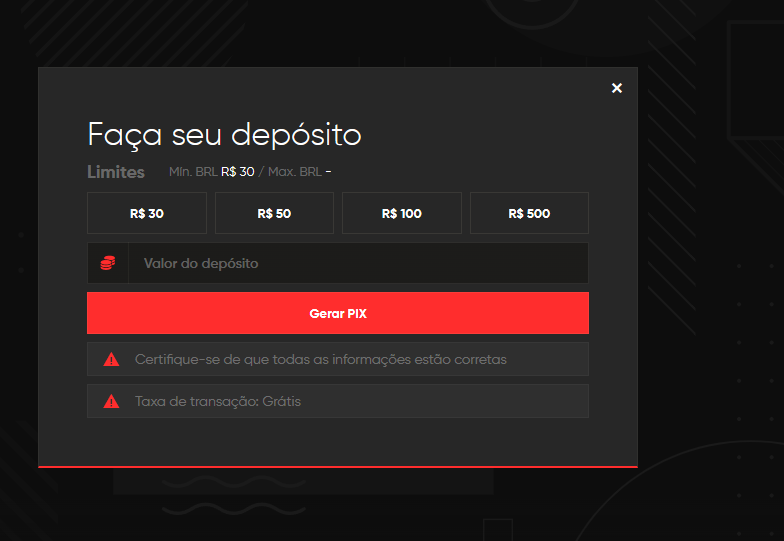 ×
Faça seu depósito
Limites Mín. BRL R$ 30 / Max. BRL -
R$ 30 R$ 50 R$ 100 R$ 500
Valor do depósito
Gerar PIX
Certifique-se de que todas as informações estão corretas
Taxa de transação: Grátis